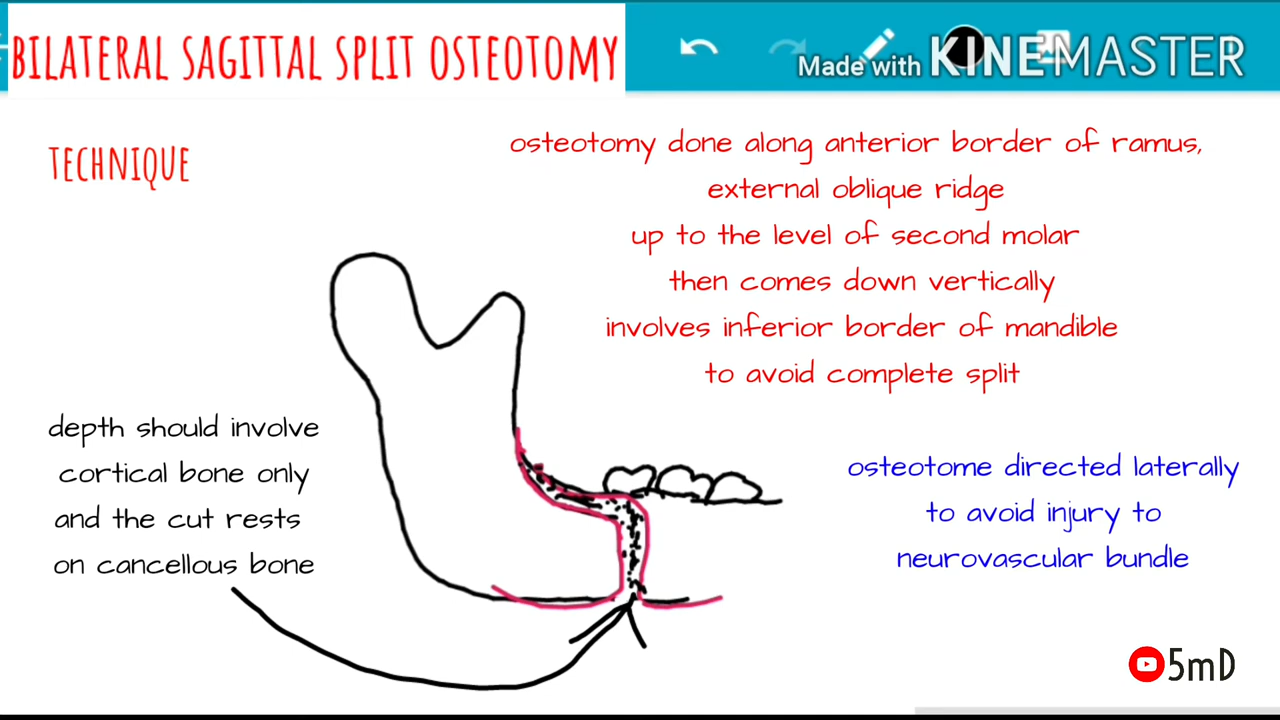 BILATERAL SAGITTAL SPLIT OSTEOTOMY
Made with KINEMASTER
TECHNIQUE
osteotomy done along anterior border of ramus,
external oblique ridge
up to the level of second molar
then comes down vertically
involves inferior border of mandible
to avoid complete split
depth should involve
cortical bone only
and the cut rests
on cancellous bone
osteotome directed laterally
to avoid injury to
neurovascular bundle
5mD